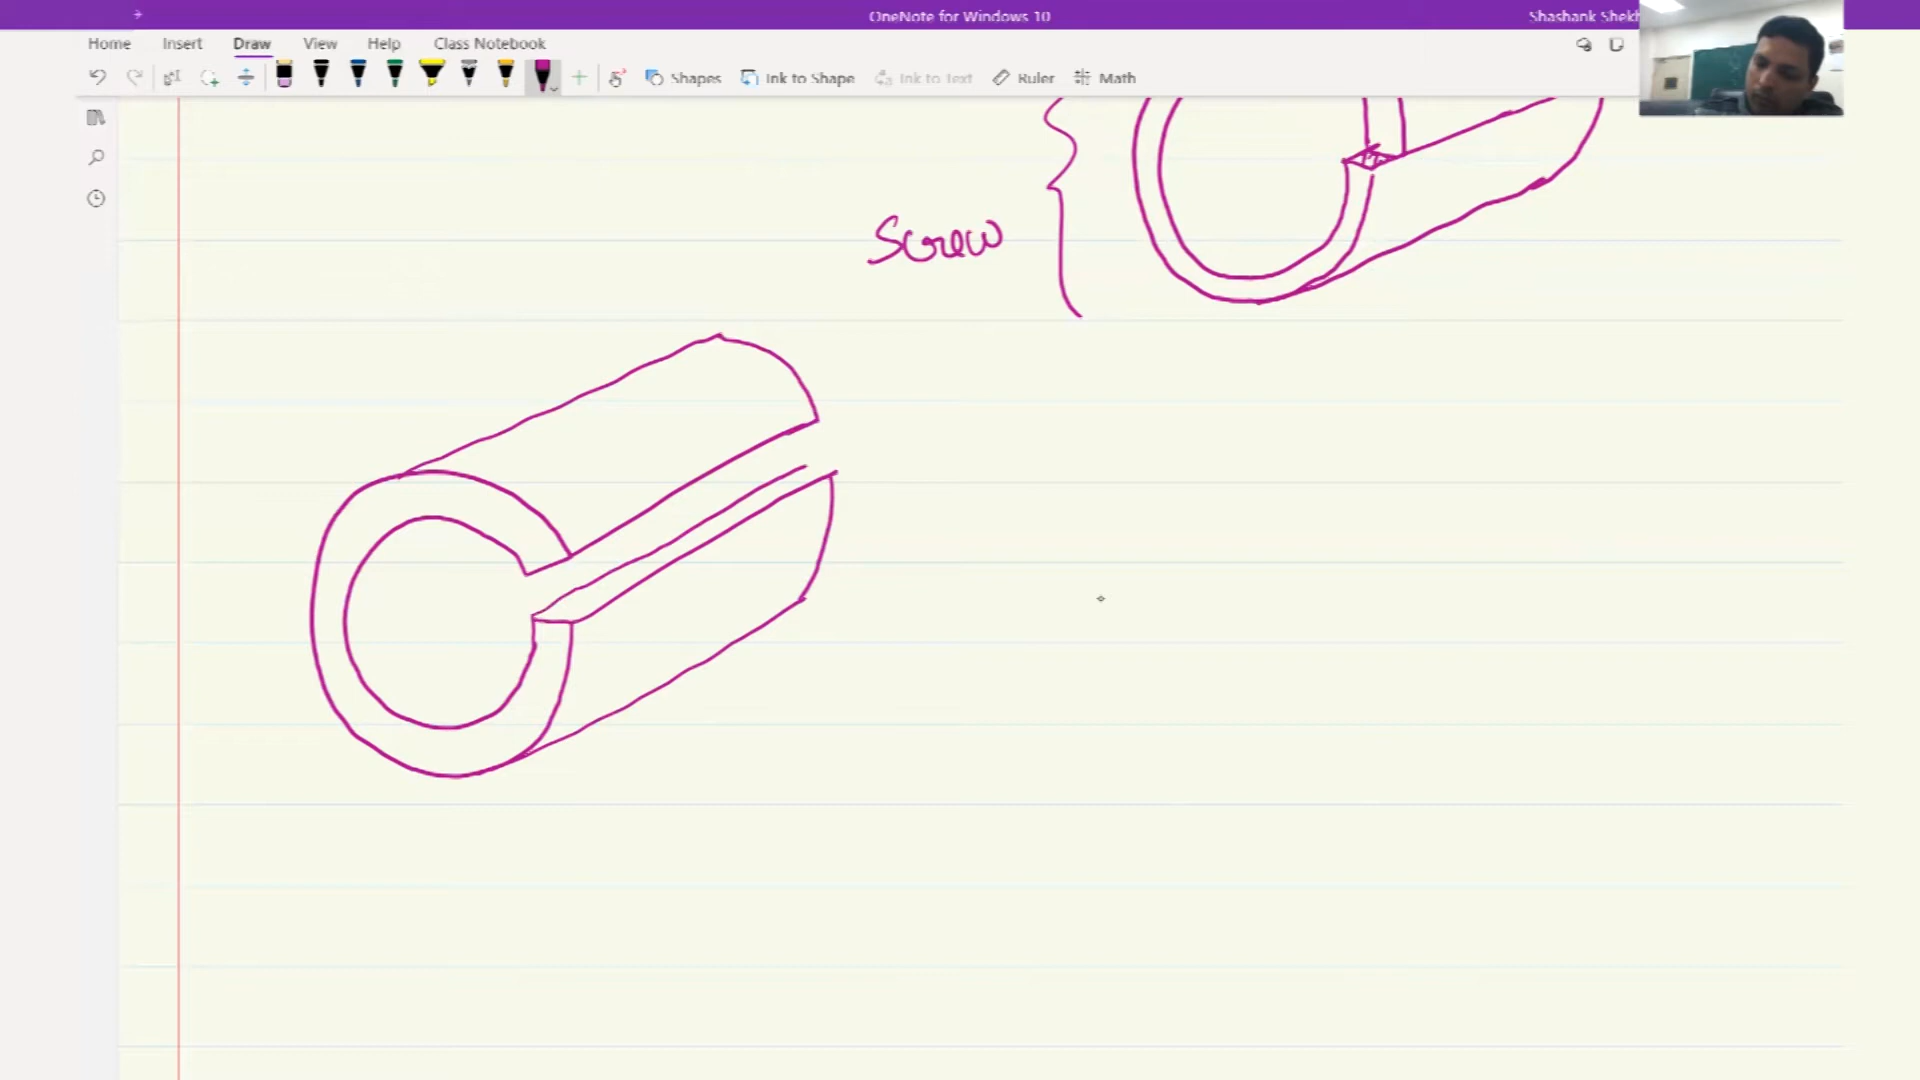 OneNote for Windows 10
Shashank Shekh
Home Insert Draw View Help Class Notebook
Shapes Ink to Shape Ink to Text Ruler Math
Screw